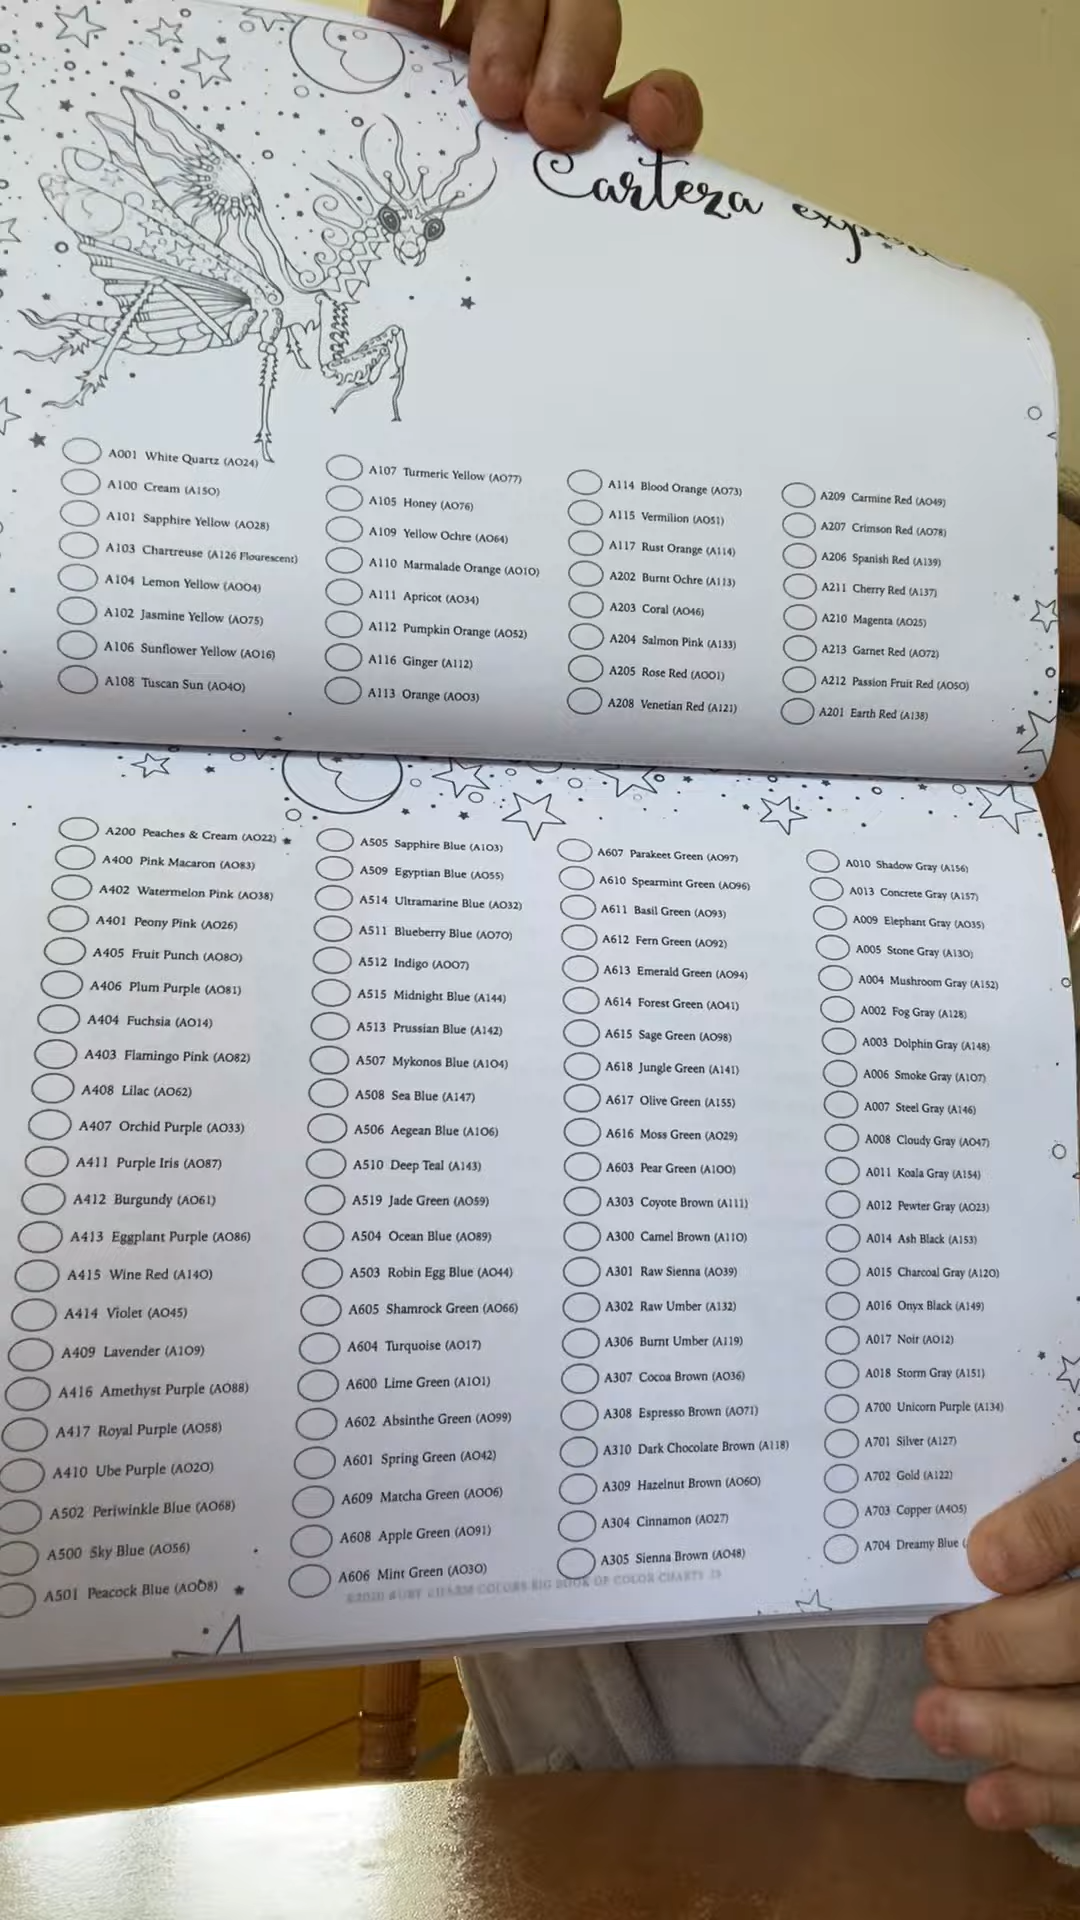 Carteza
A001 White Quartz (A024)
A100 Cream (A150)
A101 Sapphire Yellow (A028)
A103 Chartreuse (A126 Flourescent)
A104 Lemon Yellow (A004)
A102 Jasmine Yellow (A075)
A106 Sunflower Yellow (A016)
A108 Tuscan Sun (A040)
A107 Turmeric Yellow (A077)
A105 Honey (A076)
A109 Yellow Ochre (A064)
A110 Marmalade Orange (A010)
A111 Apricot (A034)
A112 Pumpkin Orange (A052)
A116 Ginger (A112)
A113 Orange (A003)
A114 Blood Orange (A073)
A115 Vermilion (A051)
A117 Rust Orange (A114)
A202 Burnt Ochre (A113)
A203 Coral (A046)
A204 Salmon Pink (A133)
A205 Rose Red (A001)
A208 Venetian Red (A121)
A209 Carmine Red (A049)
A207 Crimson Red (A078)
A206 Spanish Red (A139)
A211 Cherry Red (A137)
A210 Magenta (A025)
A213 Garnet Red (A072)
A212 Passion Fruit Red (A050)
A201 Earth Red (A138)
A200 Peaches & Cream (A022)
A400 Pink Macaron (A083)
A402 Watermelon Pink (A038)
A401 Peony Pink (A026)
A405 Fruit Punch (A080)
A406 Plum Purple (A081)
A404 Fuchsia (A014)
A403 Flamingo Pink (A082)
A408 Lilac (A062)
A407 Orchid Purple (A033)
A411 Purple Iris (A087)
A412 Burgundy (A061)
A413 Eggplant Purple (A086)
A415 Wine Red (A140)
A414 Violet (A045)
A409 Lavender (A109)
A416 Amethyst Purple (A088)
A417 Royal Purple (A058)
A410 Ube Purple (A020)
A502 Periwinkle Blue (A068)
A500 Sky Blue (A056)
A501 Peacock Blue (A008)
A505 Sapphire Blue (A103)
A509 Egyptian Blue (A055)
A514 Ultramarine Blue (A032)
A511 Blueberry Blue (A070)
A512 Indigo (A007)
A515 Midnight Blue (A144)
A513 Prussian Blue (A142)
A507 Mykonos Blue (A104)
A508 Sea Blue (A147)
A506 Aegean Blue (A106)
A510 Deep Teal (A143)
A519 Jade Green (A059)
A504 Ocean Blue (A089)
A503 Robin Egg Blue (A044)
A605 Shamrock Green (A066)
A604 Turquoise (A017)
A600 Lime Green (A101)
A602 Absinthe Green (A099)
A601 Spring Green (A042)
A609 Matcha Green (A006)
A608 Apple Green (A091)
A606 Mint Green (A030)
A607 Parakeet Green (A097)
A610 Spearmint Green (A096)
A611 Basil Green (A093)
A612 Fern Green (A092)
A613 Emerald Green (A094)
A614 Forest Green (A041)
A615 Sage Green (A098)
A618 Jungle Green (A141)
A617 Olive Green (A155)
A616 Moss Green (A029)
A603 Pear Green (A100)
A303 Coyote Brown (A111)
A300 Camel Brown (A110)
A301 Raw Sienna (A039)
A302 Raw Umber (A132)
A306 Burnt Umber (A119)
A307 Cocoa Brown (A036)
A308 Espresso Brown (A071)
A310 Dark Chocolate Brown (A118)
A309 Hazelnut Brown (A060)
A304 Cinnamon (A027)
A305 Sienna Brown (A048)
A010 Shadow Gray (A156)
A013 Concrete Gray (A157)
A009 Elephant Gray (A035)
A005 Stone Gray (A130)
A004 Mushroom Gray (A152)
A002 Fog Gray (A128)
A003 Dolphin Gray (A148)
A006 Smoke Gray (A107)
A007 Steel Gray (A146)
A008 Cloudy Gray (A047)
A011 Koala Gray (A154)
A012 Pewter Gray (A023)
A014 Ash Black (A153)
A015 Charcoal Gray (A120)
A016 Onyx Black (A149)
A017 Noir (A012)
A018 Storm Gray (A151)
A700 Unicorn Purple (A134)
A701 Silver (A127)
A702 Gold (A122)
A703 Copper (A405)
A704 Dreamy Blue (
©2020 RUBY CHARM COLORS BIG BOOK OF COLOR CHARTS